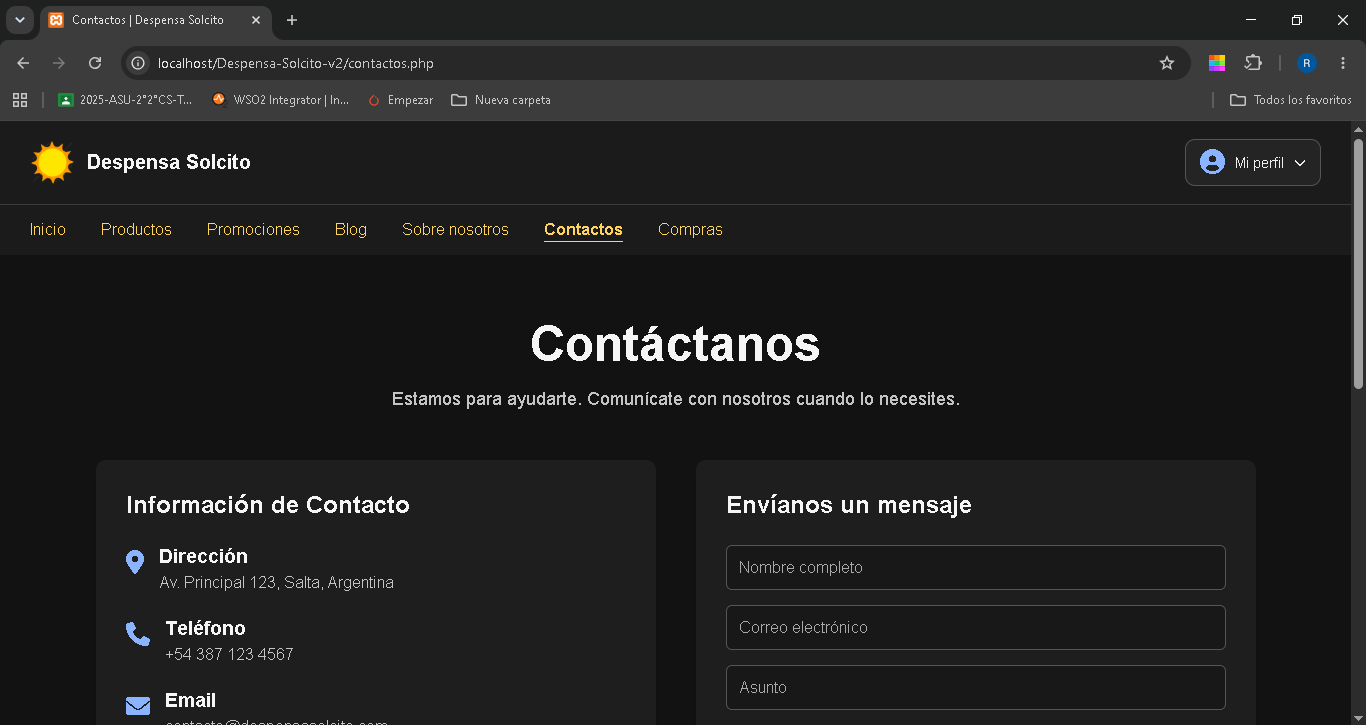 Contactos | Despensa Solcito
localhost/Despensa-Solcito-v2/contactos.php
R
2025-ASU-2°2°CS-T...
WSO2 Integrator | In...
Empezar
Nueva carpeta
Todos los favoritos
Despensa Solcito
Mi perfil
Inicio
Productos
Promociones
Blog
Sobre nosotros
Contactos
Compras
Contáctanos
Estamos para ayudarte. Comunícate con nosotros cuando lo necesites.
Información de Contacto
Dirección
Av. Principal 123, Salta, Argentina
Teléfono
+54 387 123 4567
Email
contacto@despensasolcito.com
Envíanos un mensaje
Nombre completo
Correo electrónico
Asunto